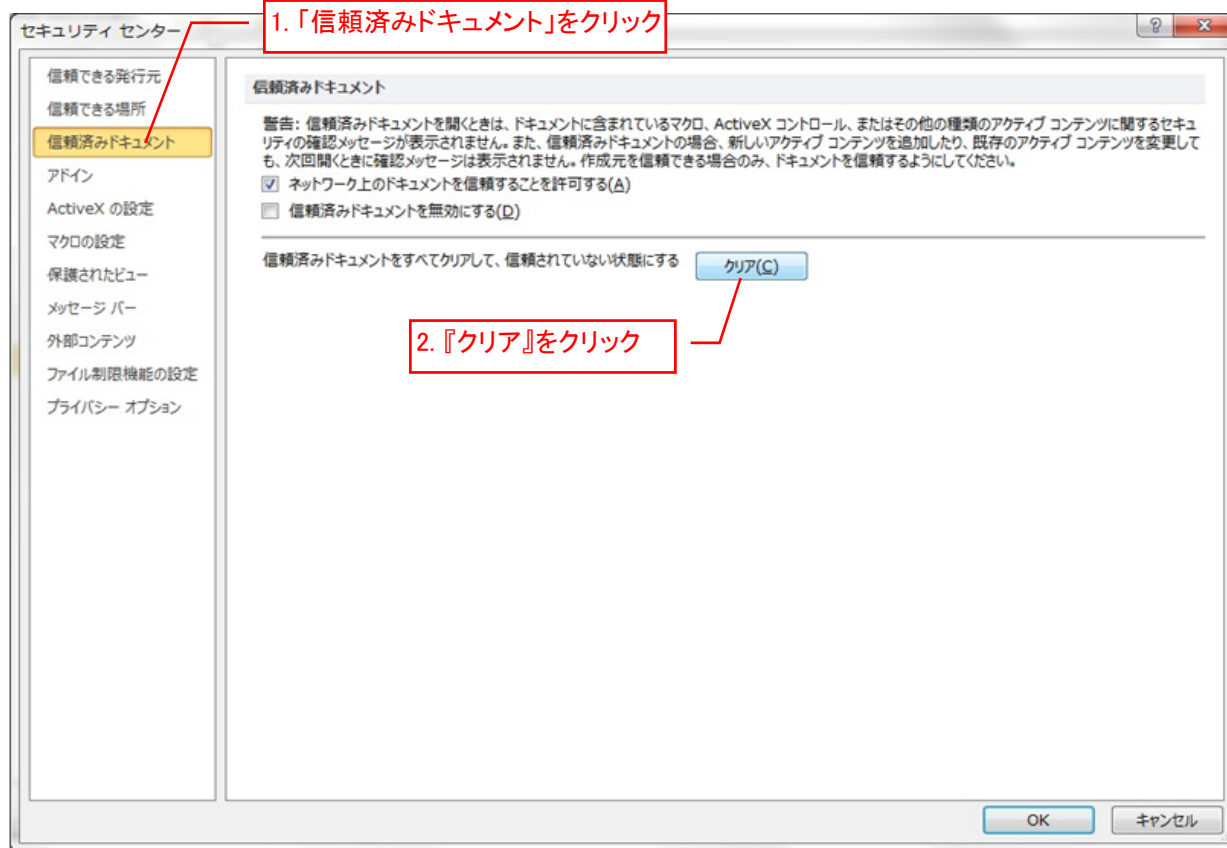 1.「信頼済みドキュメント」をクリック
セキュリティ センター
信頼できる発行元
信頼できる場所
信頼済みドキュメント
アドイン
ActiveX の設定
マクロの設定
保護されたビュー
メッセージ バー
外部コンテンツ
ファイル制限機能の設定
プライバシー オプション
信頼済みドキュメント
警告: 信頼済みドキュメントを開くときは、ドキュメントに含まれているマクロ、ActiveX コントロール、またはその他の種類のアクティブ コンテンツに関するセキュ
リティの確認メッセージが表示されません。また、信頼済みドキュメントの場合、新しいアクティブ コンテンツを追加したり、既存のアクティブ コンテンツを変更して
も、次回開くときに確認メッセージは表示されません。作成元を信頼できる場合のみ、ドキュメントを信頼するようにしてください。
ネットワーク上のドキュメントを信頼することを許可する(A)
信頼済みドキュメントを無効にする(D)
信頼済みドキュメントをすべてクリアして、信頼されていない状態にする
クリア(C)
2.『クリア』をクリック
OK
キャンセル